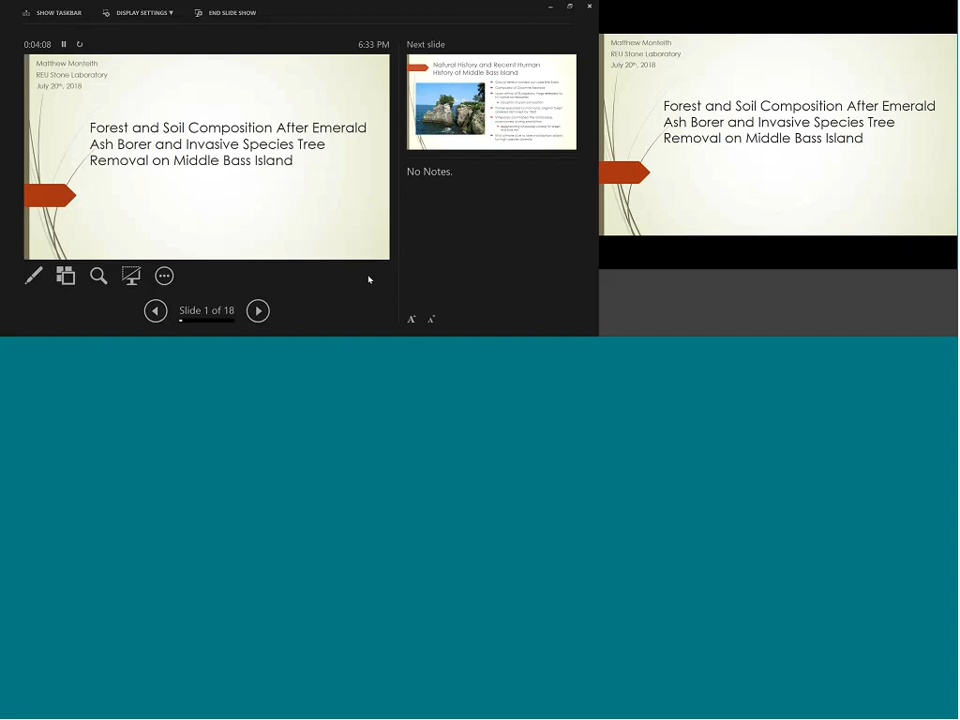 SHOW TASKBAR
DISPLAY SETTINGS ▼
END SLIDE SHOW
0:04:08
6:33 PM
Matthew Monteith
REU Stone Laboratory
July 20th, 2018
Forest and Soil Composition After Emerald
Ash Borer and Invasive Species Tree
Removal on Middle Bass Island
Slide 1 of 18
Next slide
Natural History and Recent Human
History of Middle Bass Island
No Notes.
A
A
Matthew Monteith
REU Stone Laboratory
July 20th, 2018
Forest and Soil Composition After Emerald
Ash Borer and Invasive Species Tree
Removal on Middle Bass Island